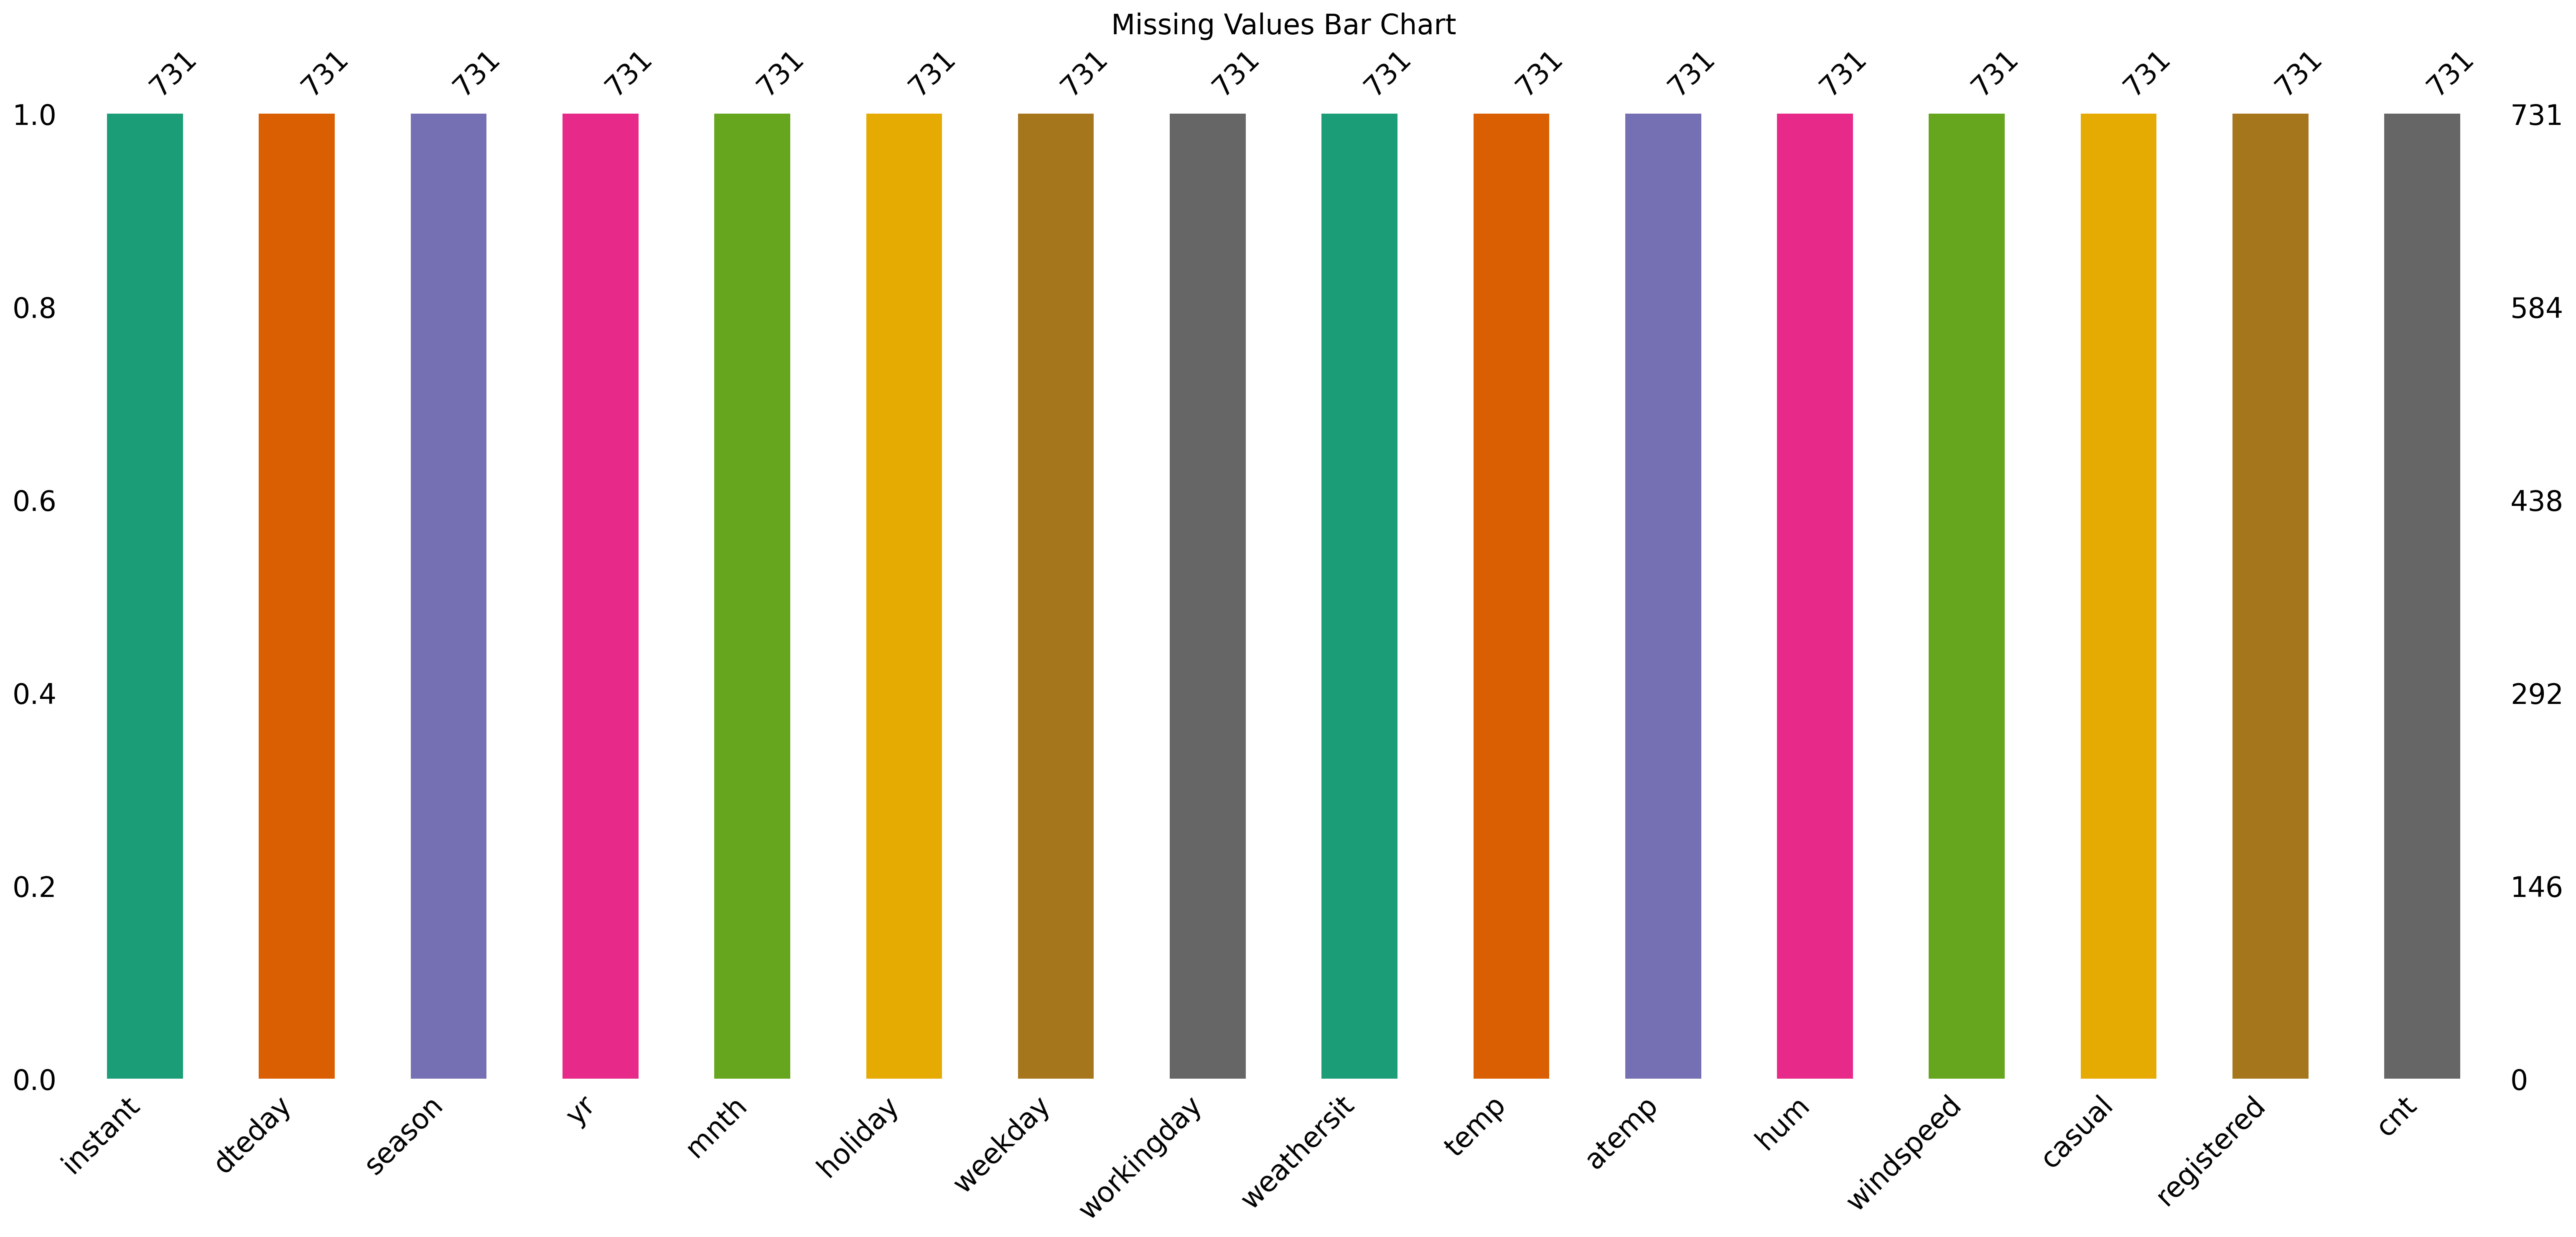 Missing Values Bar Chart
731 731 731 731 731 731 731 731 731 731 731 731 731 731 731 731
1.0 731
0.8 584
0.6 438
0.4 292
0.2 146
0.0 0
instant dteday season yr mnth holiday weekday workingday weathersit temp atemp hum windspeed casual registered cnt